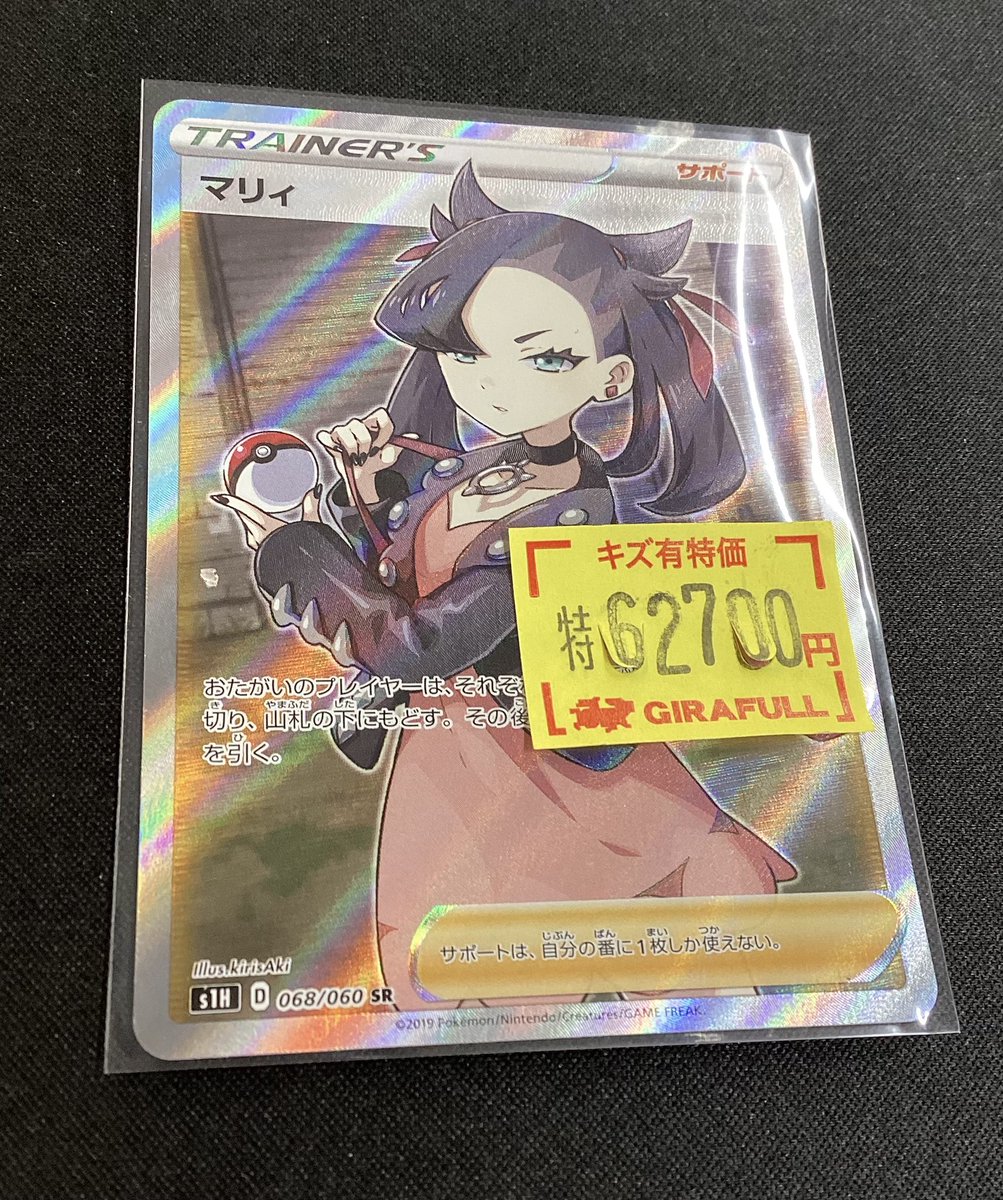 TRAINER'S
サポート
マリィ
キズ有特価
特62700円
GIRAFULL
おたがいのプレイヤーは、それぞれ
切り、山札の下にもどす。その後
を引く。
サポートは、自分の番に1枚しか使えない。
Illus.kirisAki
s1H D 068/060 SR
©2019 Pokémon/Nintendo/Creatures/GAME FREAK.